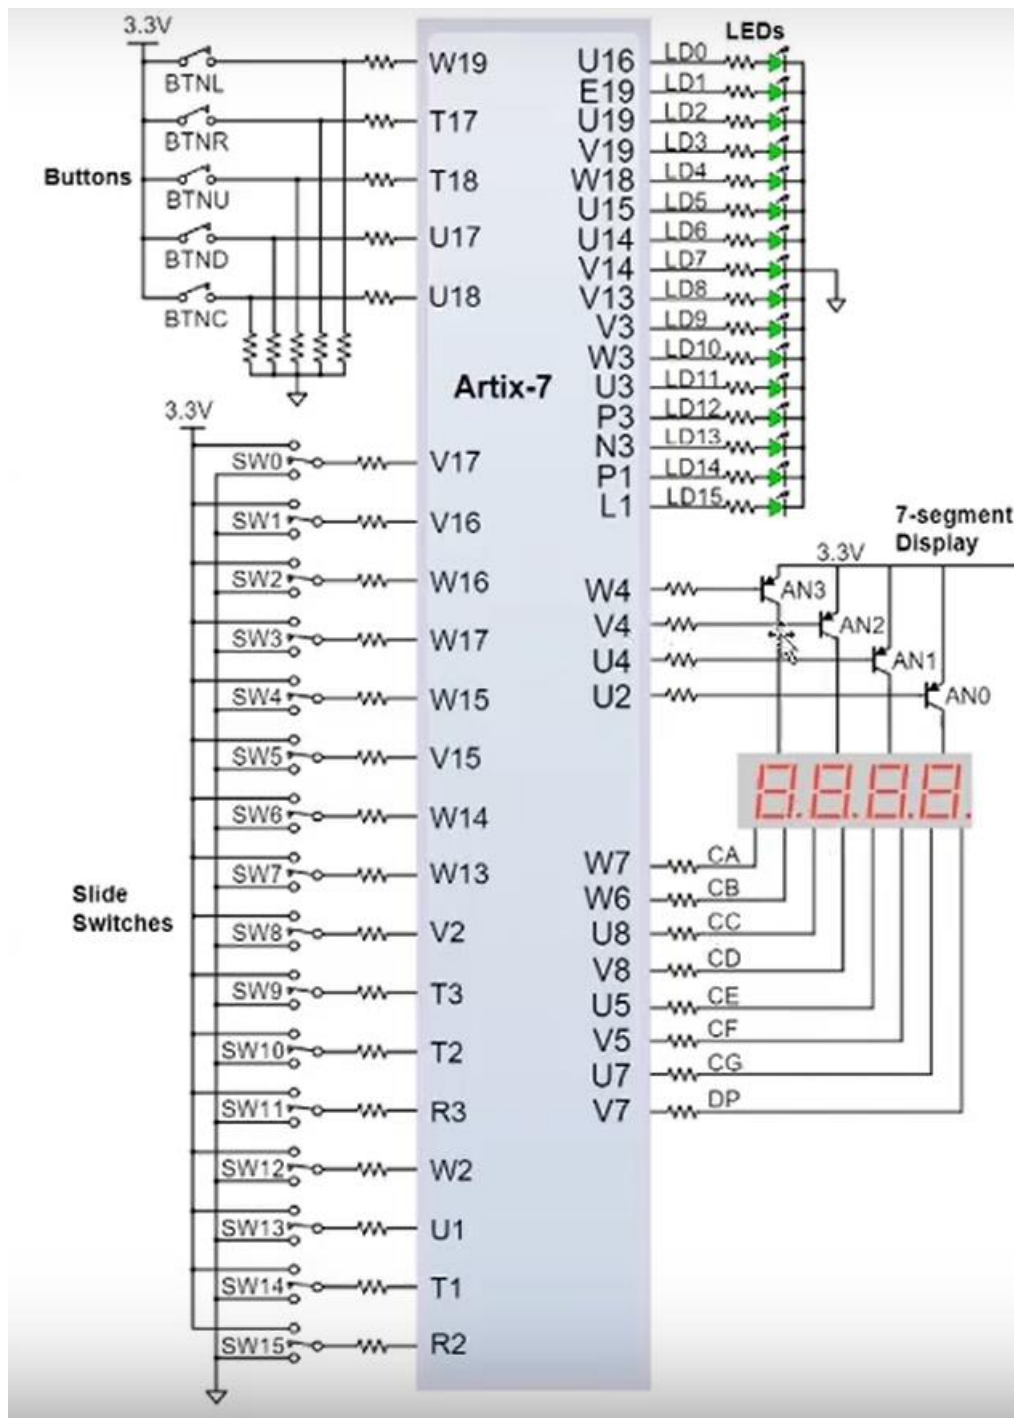 3.3V
BTNL
W19
BTNR
T17
Buttons
BTNU
T18
BTND
U17
BTNC
U18
Artix-7
3.3V
SW0
V17
SW1
V16
SW2
W16
SW3
W17
SW4
W15
SW5
V15
SW6
W14
SW7
W13
Slide
Switches
SW8
V2
SW9
T3
SW10
T2
SW11
R3
SW12
W2
SW13
U1
SW14
T1
SW15
R2
LEDs
U16 LD0
E19 LD1
U19 LD2
V19 LD3
W18 LD4
U15 LD5
U14 LD6
V14 LD7
V13 LD8
V3 LD9
W3 LD10
U3 LD11
P3 LD12
N3 LD13
P1 LD14
L1 LD15
7-segment
Display
3.3V
W4 AN3
V4 AN2
U4 AN1
U2 AN0
8.8.8.8.
W7 CA
W6 CB
U8 CC
V8 CD
U5 CE
V5 CF
U7 CG
V7 DP